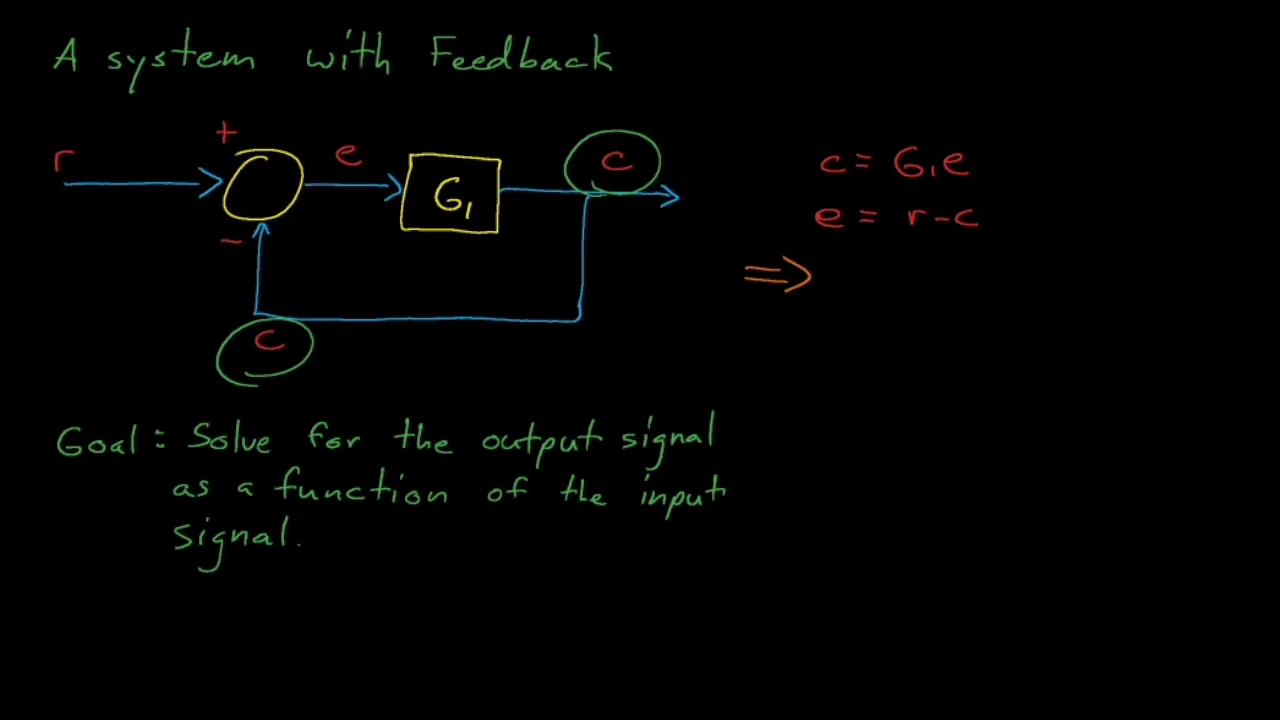 A system with Feedback
+
r
e
G₁
c
-
c
c = G₁e
e = r-c
⇒
Goal: Solve for the output signal
as a function of the input
signal.